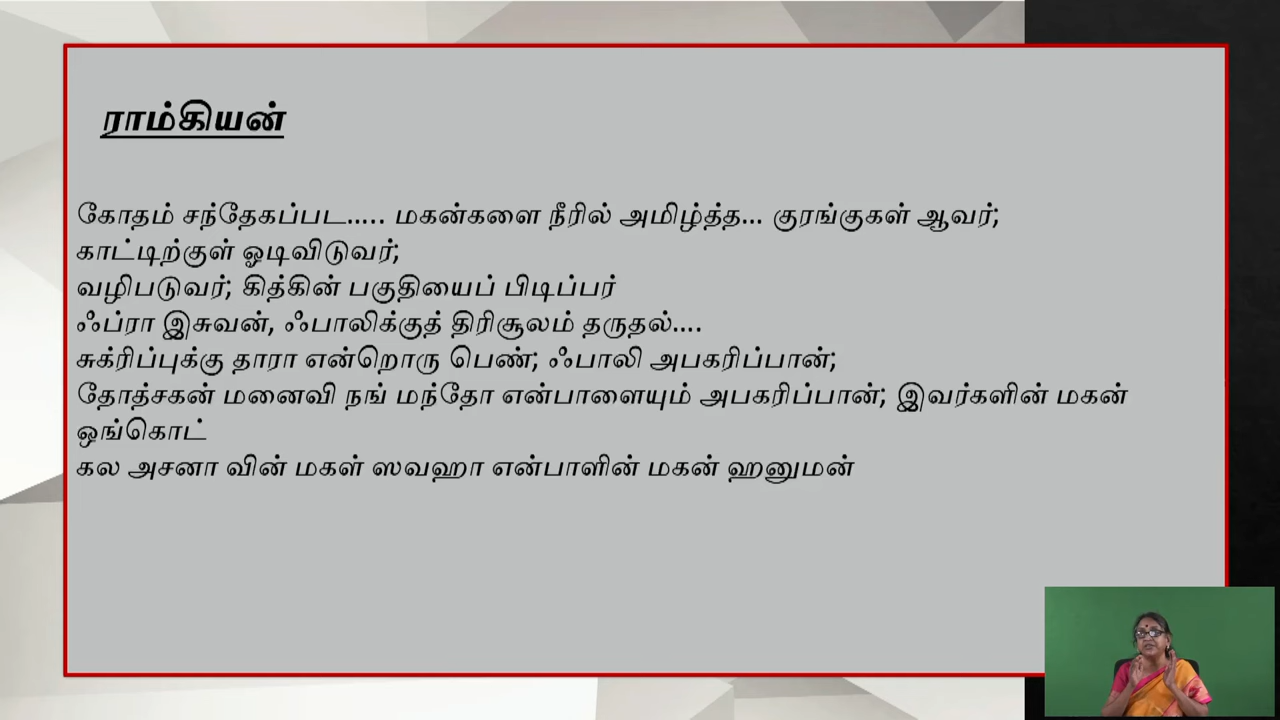 ராம்கியன்
கோதம் சந்தேகப்பட..... மகன்களை நீரில் அமிழ்த்த... குரங்குகள் ஆவர்;
காட்டிற்குள் ஓடிவிடுவர்;
வழிபடுவர்; கித்கின் பகுதியைப் பிடிப்பர்
ஃப்ரா இசுவன், ஃபாலிக்குத் திரிசூலம் தருதல்....
சுக்ரிப்புக்கு தாரா என்றொரு பெண்; ஃபாலி அபகரிப்பான்;
தோத்சகன் மனைவி நங் மந்தோ என்பாளையும் அபகரிப்பான்; இவர்களின் மகன்
ஒங்கொட்
கல அசனா வின் மகள் ஸவஹா என்பாளின் மகன் ஹனுமன்